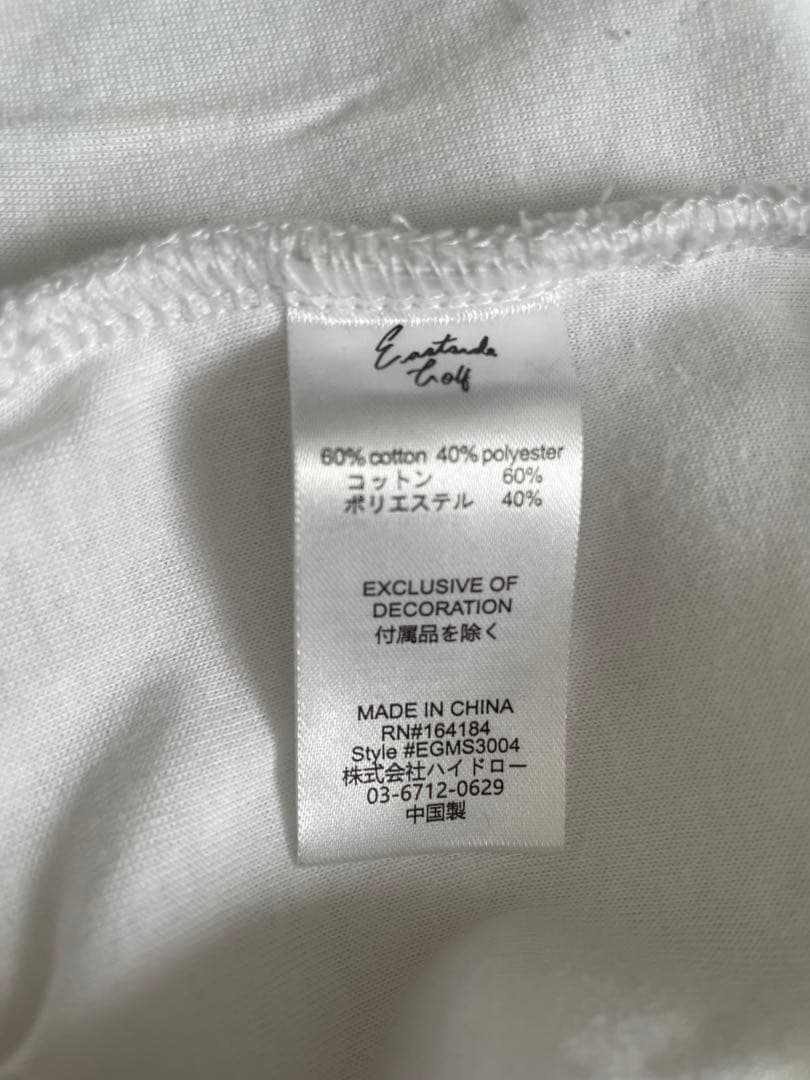 Eastside
Golf
60% cotton 40% polyester
コットン 60%
ポリエステル 40%
EXCLUSIVE OF
DECORATION
付属品を除く
MADE IN CHINA
RN#164184
Style #EGMS3004
株式会社ハイドロー
03-6712-0629
中国製